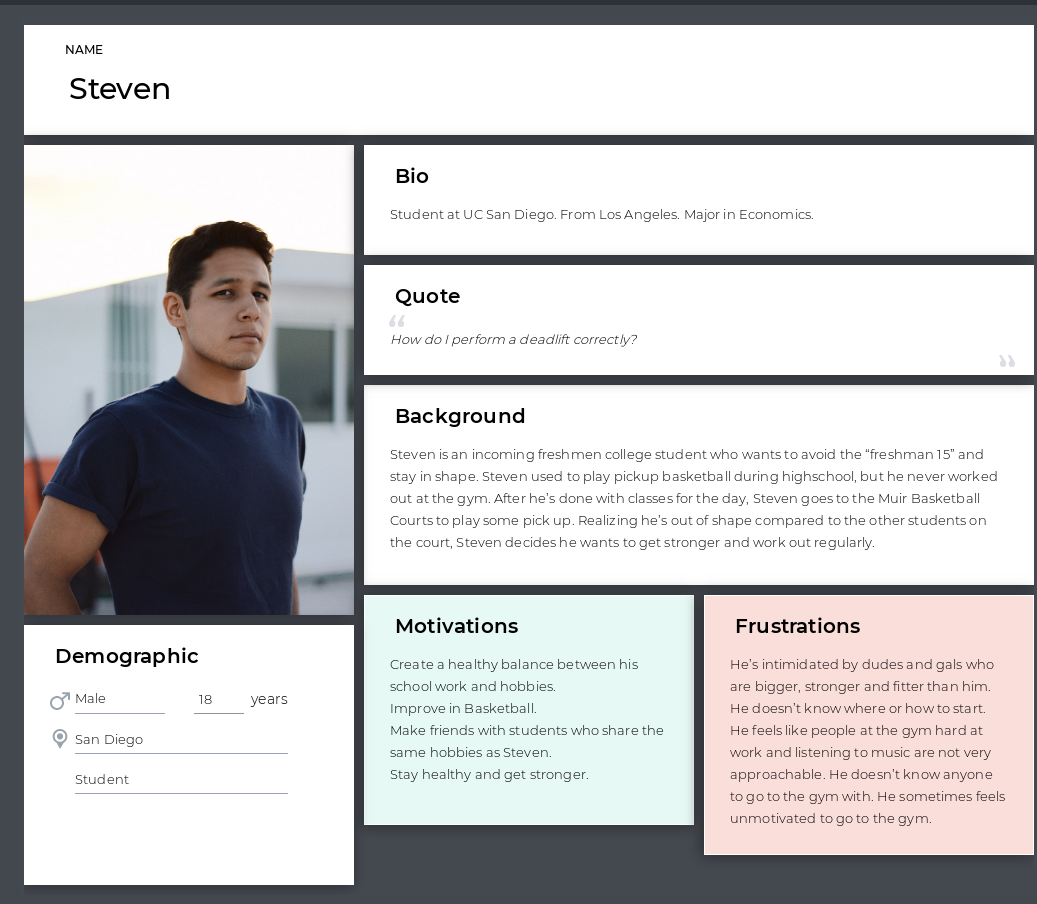 NAME
Steven
Bio
Student at UC San Diego. From Los Angeles. Major in Economics.
Quote
“
How do I perform a deadlift correctly?
”
Background
Steven is an incoming freshmen college student who wants to avoid the “freshman 15” and
stay in shape. Steven used to play pickup basketball during highschool, but he never worked
out at the gym. After he’s done with classes for the day, Steven goes to the Muir Basketball
Courts to play some pick up. Realizing he’s out of shape compared to the other students on
the court, Steven decides he wants to get stronger and work out regularly.
Demographic
Male 18 years
San Diego
Student
Motivations
Create a healthy balance between his
school work and hobbies.
Improve in Basketball.
Make friends with students who share the
same hobbies as Steven.
Stay healthy and get stronger.
Frustrations
He’s intimidated by dudes and gals who
are bigger, stronger and fitter than him.
He doesn’t know where or how to start.
He feels like people at the gym hard at
work and listening to music are not very
approachable. He doesn’t know anyone
to go to the gym with. He sometimes feels
unmotivated to go to the gym.